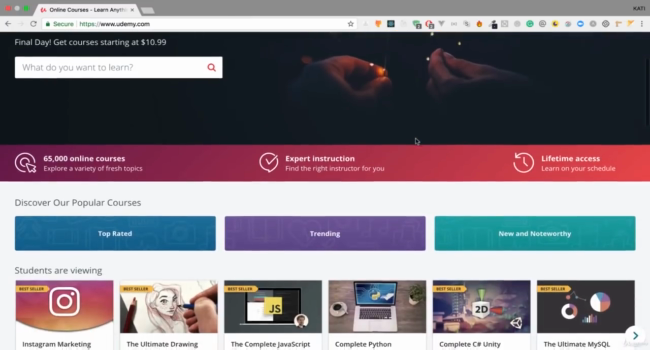 Online Courses - Learn Anyth
KATI
Secure
https://www.udemy.com
Final Day! Get courses starting at $10.99
What do you want to learn?
65,000 online courses
Explore a variety of fresh topics
Expert instruction
Find the right instructor for you
Lifetime access
Learn on your schedule
Discover Our Popular Courses
Top Rated
Trending
New and Noteworthy
Students are viewing
BEST SELLER
BEST SELLER
BEST SELLER
BEST SELLER
BEST SELLER
JS
2D
Instagram Marketing
The Ultimate Drawing
The Complete JavaScript
Complete Python
Complete C# Unity
The Ultimate MySQL